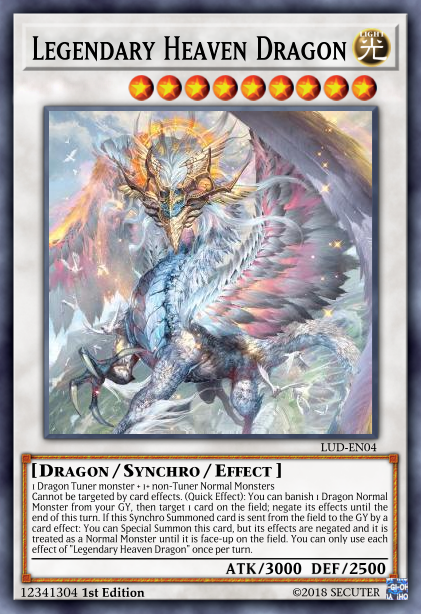 Legendary Heaven Dragon
LIGHT
光
LUD-EN04
[Dragon / Synchro / Effect]
1 Dragon Tuner monster + 1+ non-Tuner Normal Monsters
Cannot be targeted by card effects. (Quick Effect): You can banish 1 Dragon Normal
Monster from your GY, then target 1 card on the field; negate its effects until the
end of this turn. If this Synchro Summoned card is sent from the field to the GY by a
card effect: You can Special Summon this card, but its effects are negated and it is
treated as a Normal Monster until it is face-up on the field. You can only use each
effect of "Legendary Heaven Dragon" once per turn.
ATK/3000 DEF/2500
12341304 1st Edition ©2018 SECUTER